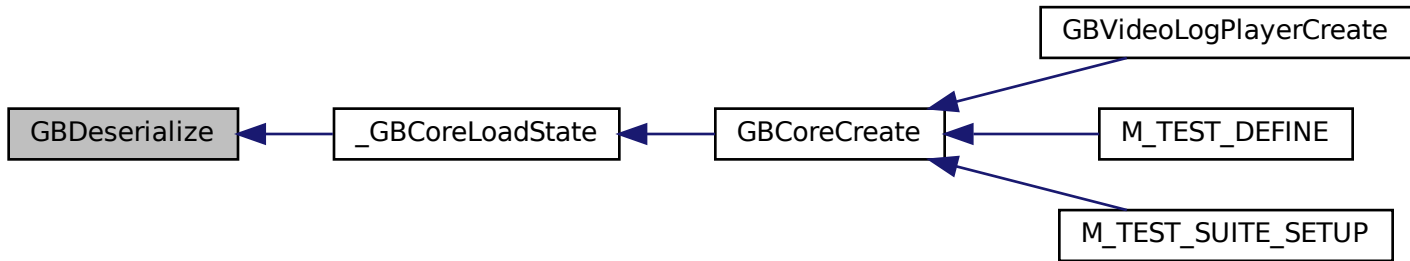 GBVideoLogPlayerCreate
GBDeserialize
_GBCoreLoadState
GBCoreCreate
M_TEST_DEFINE
M_TEST_SUITE_SETUP